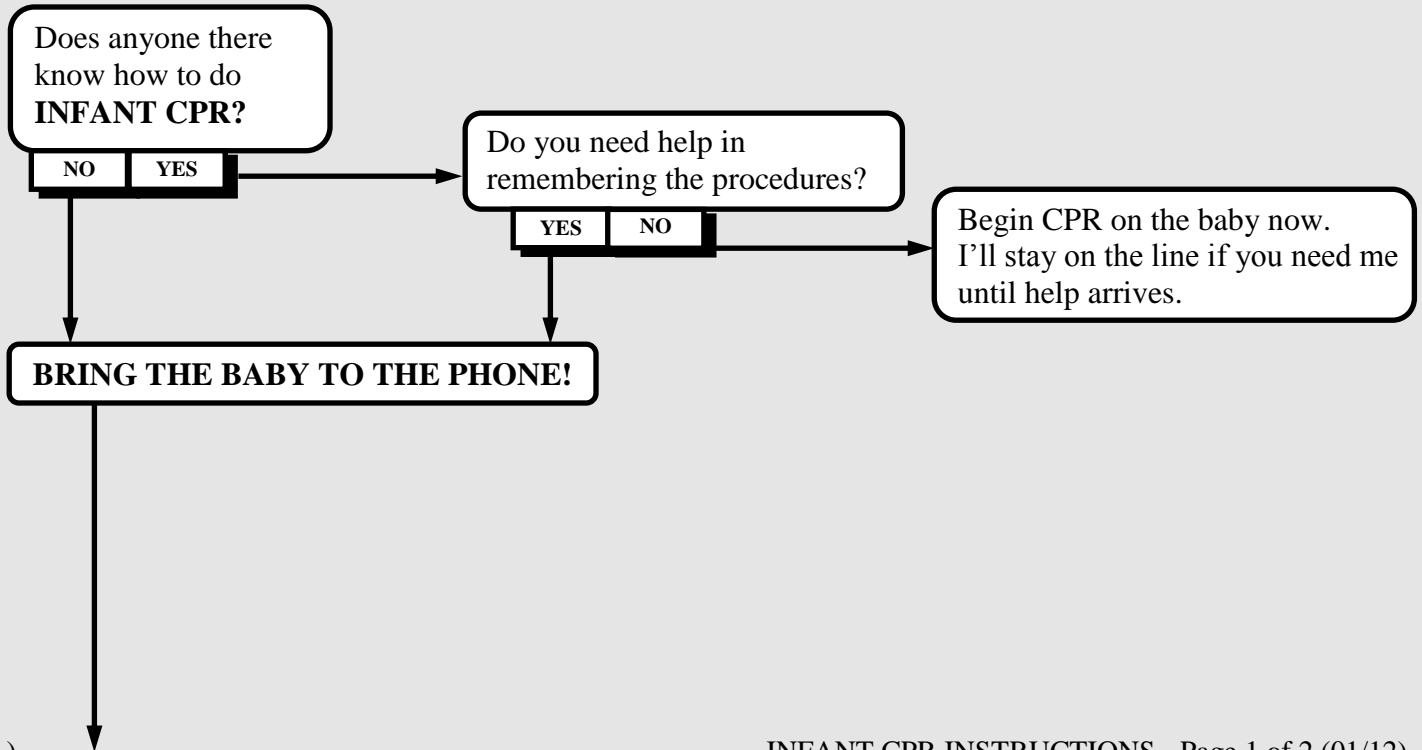 Does anyone there
know how to do
INFANT CPR?
NO YES
Do you need help in
remembering the procedures?
YES NO
Begin CPR on the baby now.
I'll stay on the line if you need me
until help arrives.
BRING THE BABY TO THE PHONE!
) INFANT CPR INSTRUCTIONS - Page 1 of 2 (01/12)